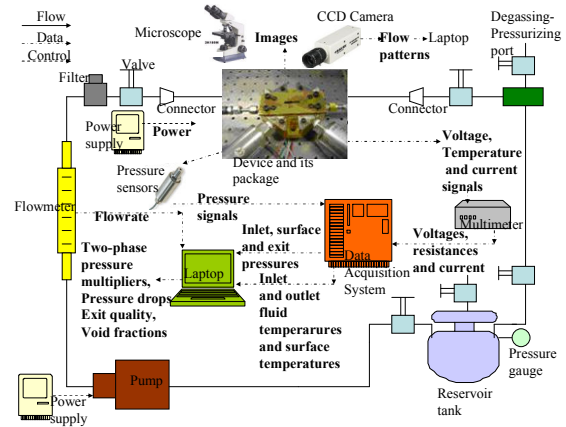 Flow
Data
Control
Microscope
CCD Camera
Images
Flow
patterns
Laptop
Degassing-
Pressurizing
port
Filter
Valve
Connector
Connector
Power
supply
Power
Device and its
package
Voltage,
Temperature
and current
signals
Pressure
sensors
Flowmeter
Pressure
signals
Flowrate
Multimeter
Inlet, surface
and exit
pressures
Data
Acquisition
System
Voltages,
resistances
and current
Two-phase
pressure
multipliers,
Pressure drops
Exit quality,
Void fractions
Laptop
Inlet
and outlet
fluid
temperarures
and surface
temperatures
Pressure
gauge
Reservoir
tank
Pump
Power
supply